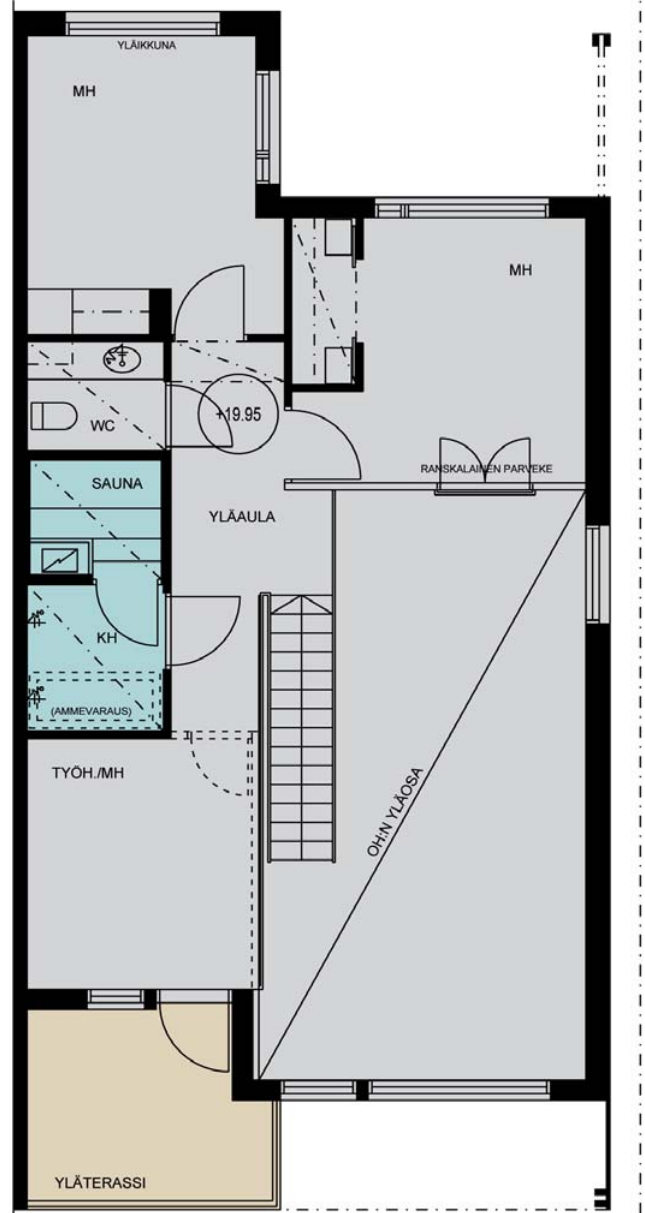 YLÄIKKUNA
MH
MH
WC
+19.95
RANSKALAINEN PARVEKE
SAUNA
YLÄAULA
KH
(AMMEVARAUS)
TYÖH./MH
OH:N YLÄOSA
YLÄTERASSI